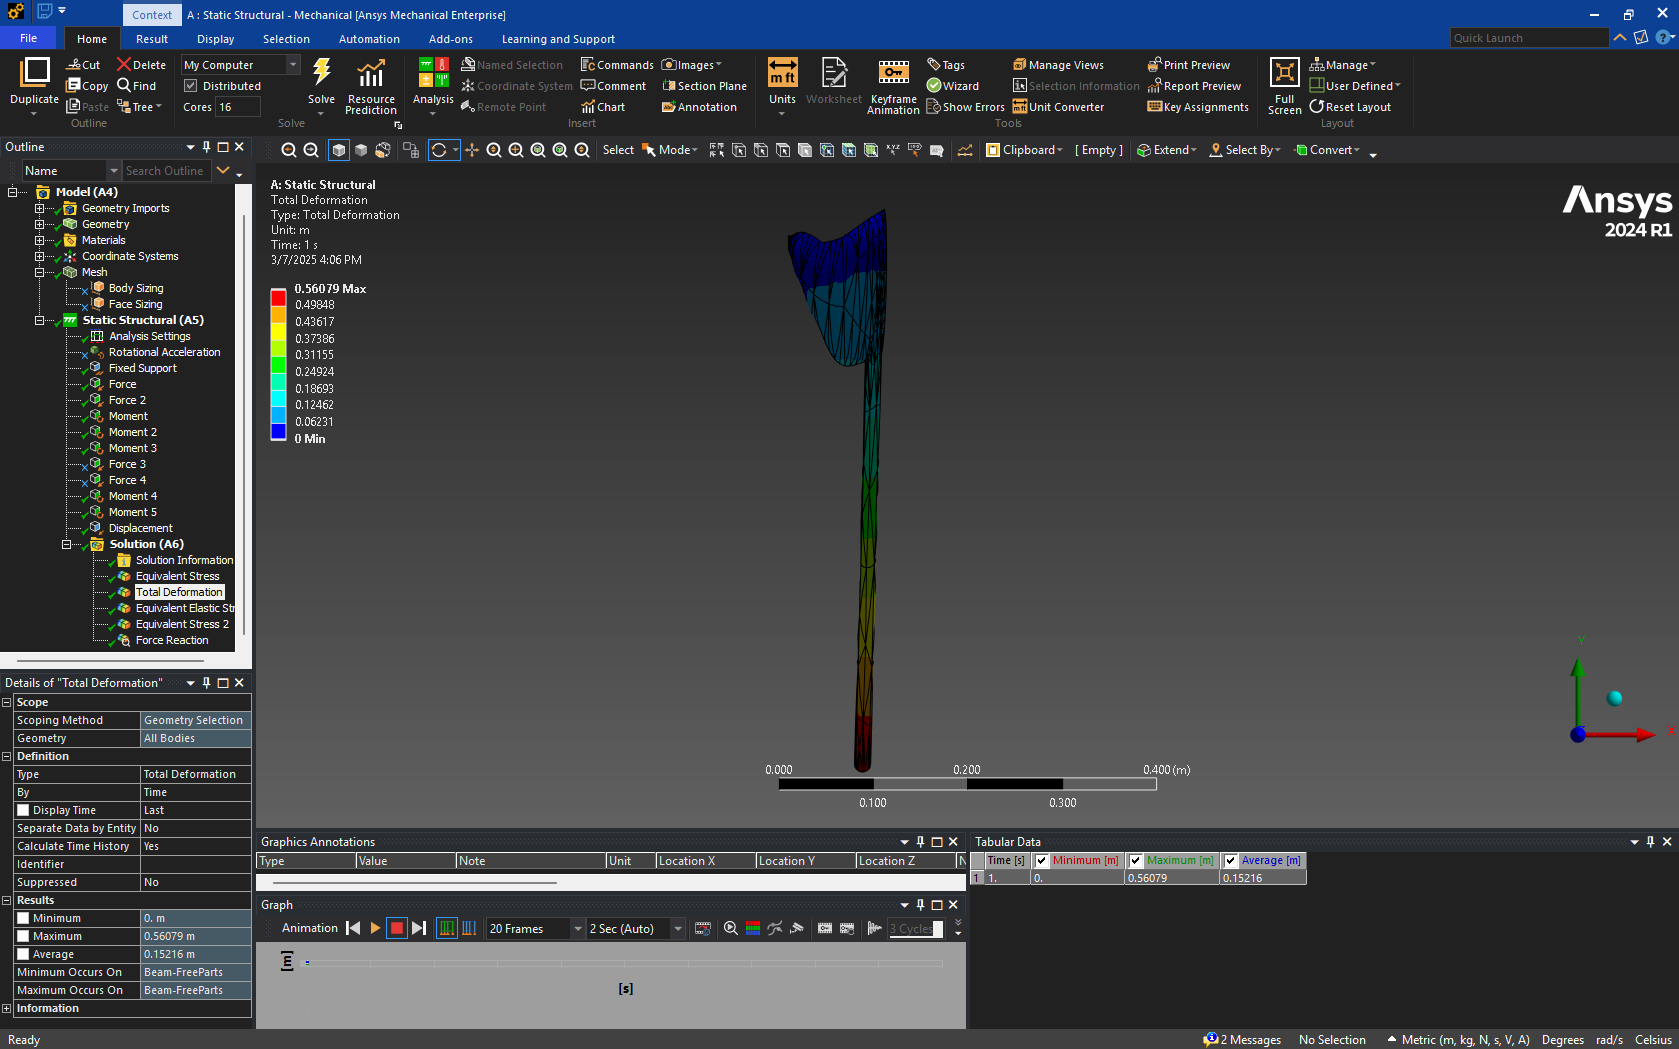 Context A : Static Structural - Mechanical [Ansys Mechanical Enterprise]
File Home Result Display Selection Automation Add-ons Learning and Support Quick Launch
Duplicate Cut Copy Paste Delete Find Tree Outline
My Computer Distributed Cores 16 Solve Resource Prediction Solve
Analysis Named Selection Coordinate System Remote Point Commands Comment Chart Images Section Plane Annotation Insert
Units Worksheet Keyframe Animation Tags Wizard Show Errors Manage Views Selection Information Unit Converter Print Preview Report Preview Key Assignments Tools
Full Screen Manage User Defined Reset Layout Layout
Outline
Name Search Outline
Select Mode Clipboard [ Empty ] Extend Select By Convert
Model (A4)
Geometry Imports
Geometry
Materials
Coordinate Systems
Mesh
Body Sizing
Face Sizing
Static Structural (A5)
Analysis Settings
Rotational Acceleration
Fixed Support
Force
Force 2
Moment
Moment 2
Moment 3
Force 3
Force 4
Moment 4
Moment 5
Displacement
Solution (A6)
Solution Information
Equivalent Stress
Total Deformation
Equivalent Elastic Str
Equivalent Stress 2
Force Reaction
A: Static Structural
Total Deformation
Type: Total Deformation
Unit: m
Time: 1 s
3/7/2025 4:06 PM
0.56079 Max
0.49848
0.43617
0.37386
0.31155
0.24924
0.18693
0.12462
0.06231
0 Min
Ansys
2024 R1
Y
X
0.000 0.200 0.400 (m)
0.100 0.300
Details of "Total Deformation"
Scope
Scoping Method Geometry Selection
Geometry All Bodies
Definition
Type Total Deformation
By Time
Display Time Last
Separate Data by Entity No
Calculate Time History Yes
Identifier
Suppressed No
Results
Minimum 0. m
Maximum 0.56079 m
Average 0.15216 m
Minimum Occurs On Beam-FreeParts
Maximum Occurs On Beam-FreeParts
Information
Graphics Annotations
Type Value Note Unit Location X Location Y Location Z N
Graph
Animation 20 Frames 2 Sec (Auto) 3 Cycles
[m]
[s]
Tabular Data
Time [s] Minimum [m] Maximum [m] Average [m]
1 1. 0. 0.56079 0.15216
Ready 2 Messages No Selection Metric (m, kg, N, s, V, A) Degrees rad/s Celsius